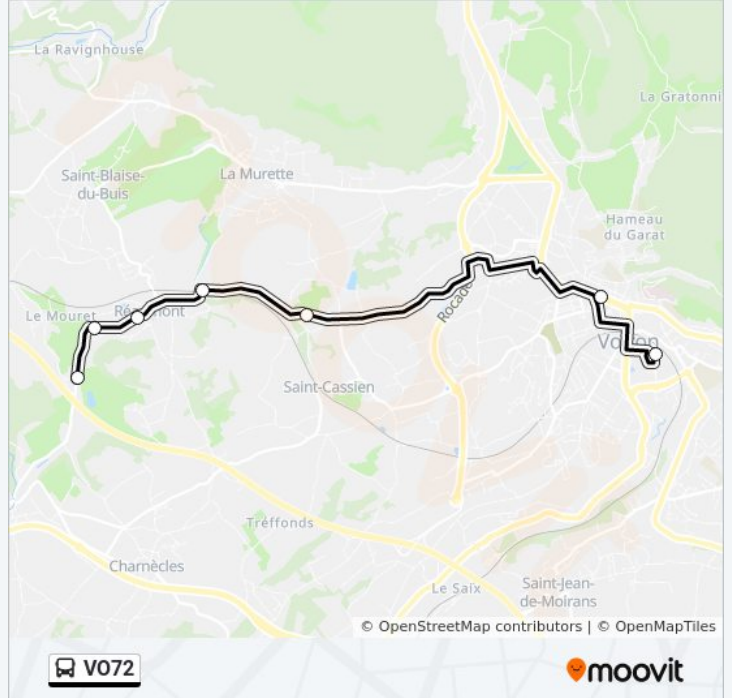 La Ravignhouse
La Gratonni
Saint-Blaise-
du-Buis
La Murette
Hameau
du Garat
Rocade
Le Mouret
Saint-Cassien
Tréffonds
Charnècles
Le Saïx
Saint-Jean-
de-Moirans
© OpenStreetMap contributors | © OpenMapTiles
VO72
moovit